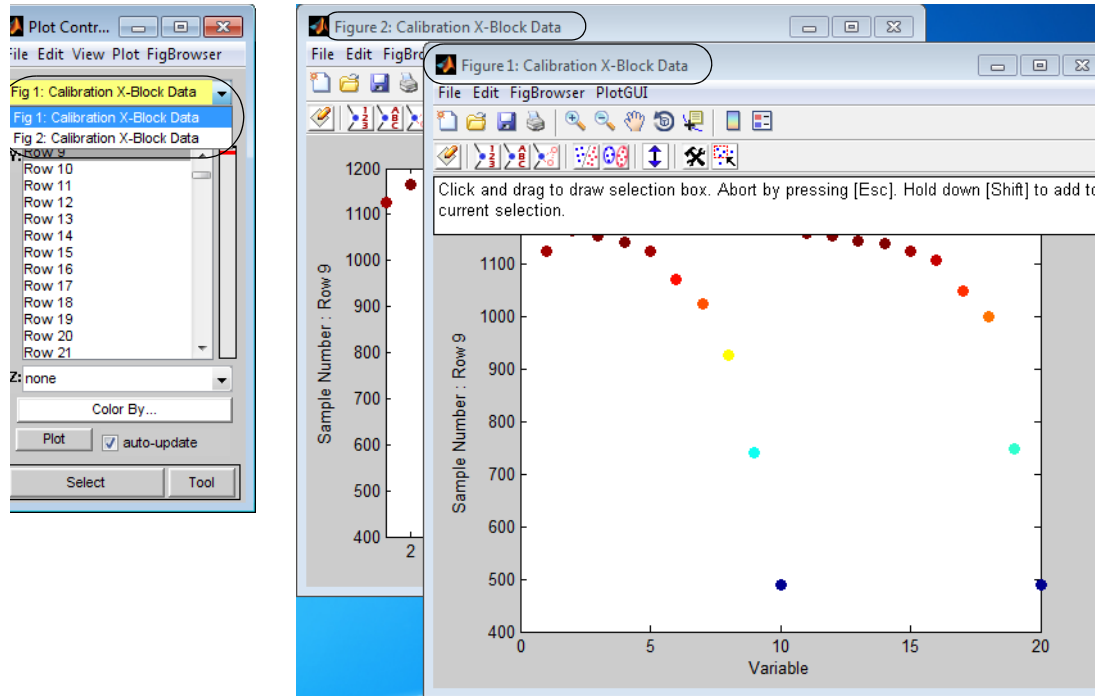 Plot Contr...
File Edit View Plot FigBrowser
Fig 1: Calibration X-Block Data
Fig 1: Calibration X-Block Data
Fig 2: Calibration X-Block Data
Y: Row 9
Row 10
Row 11
Row 12
Row 13
Row 14
Row 15
Row 16
Row 17
Row 18
Row 19
Row 20
Row 21
Z: none
Color By...
Plot auto-update
Select Tool
Figure 2: Calibration X-Block Data
File Edit FigBro
1200
1100
1000
900
800
700
600
500
400
2
Sample Number : Row 9
Figure 1: Calibration X-Block Data
File Edit FigBrowser PlotGUI
Click and drag to draw selection box. Abort by pressing [Esc]. Hold down [Shift] to add to
current selection.
1100
1000
900
800
700
600
500
400
0 5 10 15 20
Sample Number : Row 9
Variable